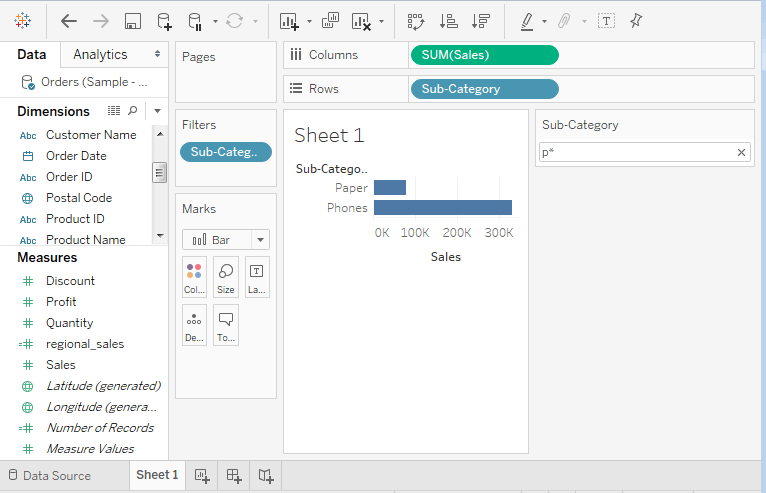 Data
Analytics
Orders (Sample - ...
Dimensions
Abc Customer Name
Order Date
Abc Order ID
Postal Code
Abc Product ID
Abc Product Name
Measures
# Discount
# Profit
# Quantity
=# regional_sales
# Sales
Latitude (generated)
Longitude (genera...
=# Number of Records
# Measure Values
Pages
Filters
Sub-Categ..
Marks
Bar
Col...
Size
T
La...
De...
To...
Columns
SUM(Sales)
Rows
Sub-Category
T
Sheet 1
Sub-Catego..
Paper
Phones
0K 100K 200K 300K
Sales
Sub-Category
p*
Data Source
Sheet 1